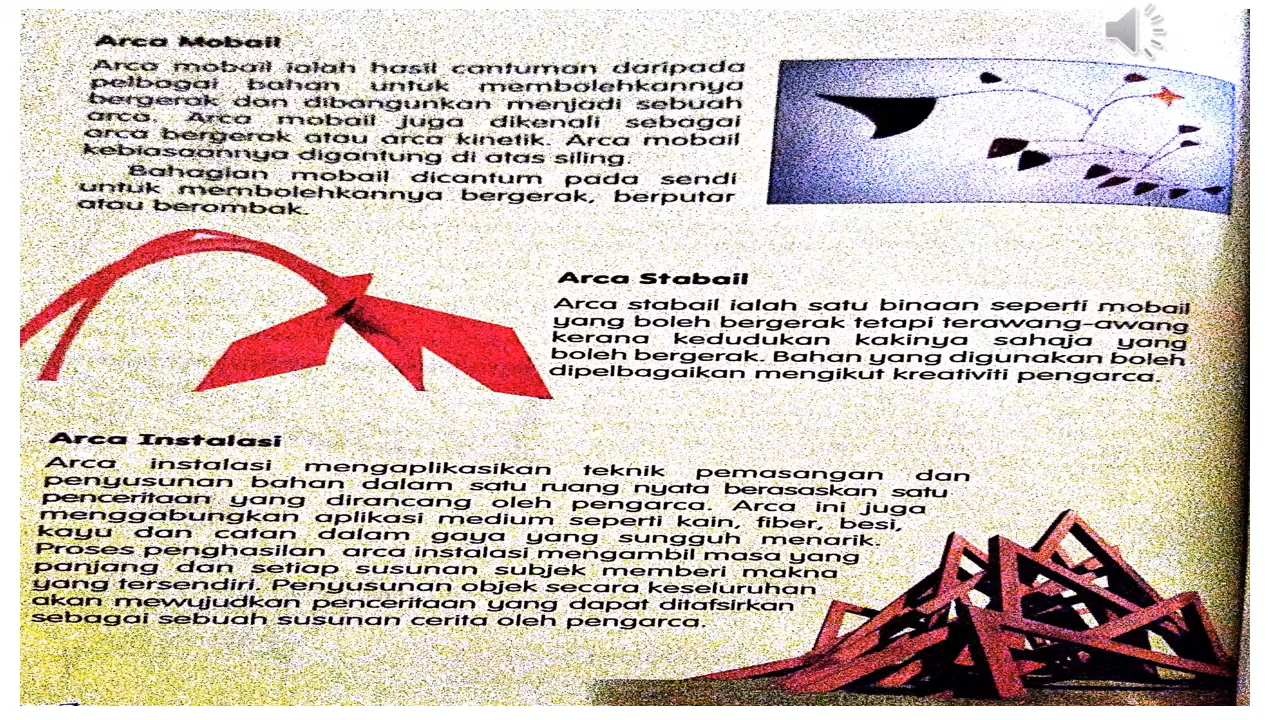 Arca Mobail
Arca mobail ialah hasil cantuman daripada
pelbagai bahan untuk membolehkannya
bergerak dan dibangunkan menjadi sebuah
arca. Arca mobail juga dikenali sebagai
arca bergerak atau arca kinetik. Arca mobail
kebiasaannya digantung di atas siling.
Bahagian mobail dicantum pada sendi
untuk membolehkannya bergerak, berputar
atau berombak.
Arca Stabail
Arca stabail ialah satu binaan seperti mobail
yang boleh bergerak tetapi terawang-awang
kerana kedudukan kakinya sahaja yang
boleh bergerak. Bahan yang digunakan boleh
dipelbagaikan mengikut kreativiti pengarca.
Arca Instalasi
Arca instalasi mengaplikasikan teknik pemasangan dan
penyusunan bahan dalam satu ruang nyata berasaskan satu
penceritaan yang dirancang oleh pengarca. Arca ini juga
menggabungkan aplikasi medium seperti kain, fiber, besi,
kayu dan catan dalam gaya yang sungguh menarik.
Proses penghasilan arca instalasi mengambil masa yang
panjang dan setiap susunan subjek memberi makna
yang tersendiri. Penyusunan objek secara keseluruhan
akan mewujudkan penceritaan yang dapat ditafsirkan
sebagai sebuah susunan cerita oleh pengarca.